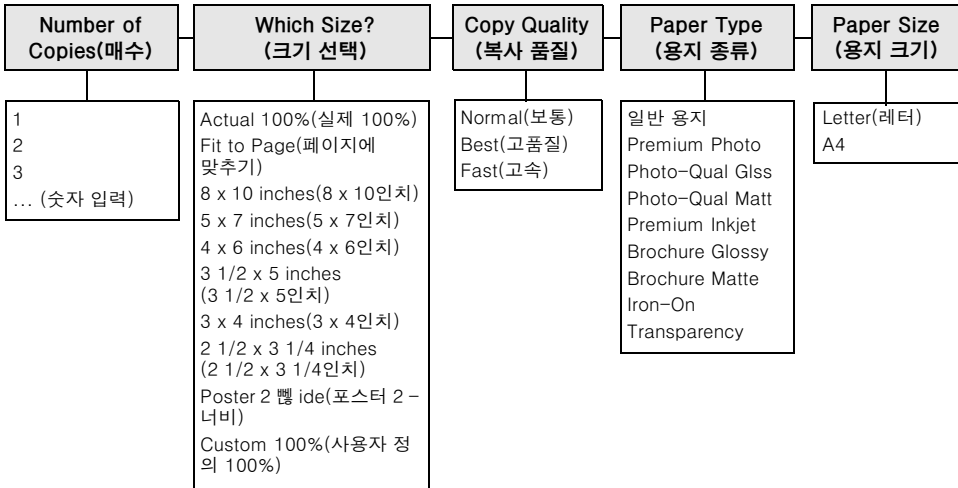 Number of
Copies(매수)
Which Size?
(크기 선택)
Copy Quality
(복사 품질)
Paper Type
(용지 종류)
Paper Size
(용지 크기)
1
2
3
... (숫자 입력)
Actual 100%(실제 100%)
Fit to Page(페이지에
맞추기)
8 x 10 inches(8 x 10인치)
5 x 7 inches(5 x 7인치)
4 x 6 inches(4 x 6인치)
3 1/2 x 5 inches
(3 1/2 x 5인치)
3 x 4 inches(3 x 4인치)
2 1/2 x 3 1/4 inches
(2 1/2 x 3 1/4인치)
Poster 2 뻶 ide(포스터 2 –
너비)
Custom 100%(사용자 정
의 100%)
Normal(보통)
Best(고품질)
Fast(고속)
일반 용지
Premium Photo
Photo-Qual Glss
Photo-Qual Matt
Premium Inkjet
Brochure Glossy
Brochure Matte
Iron-On
Transparency
Letter(레터)
A4